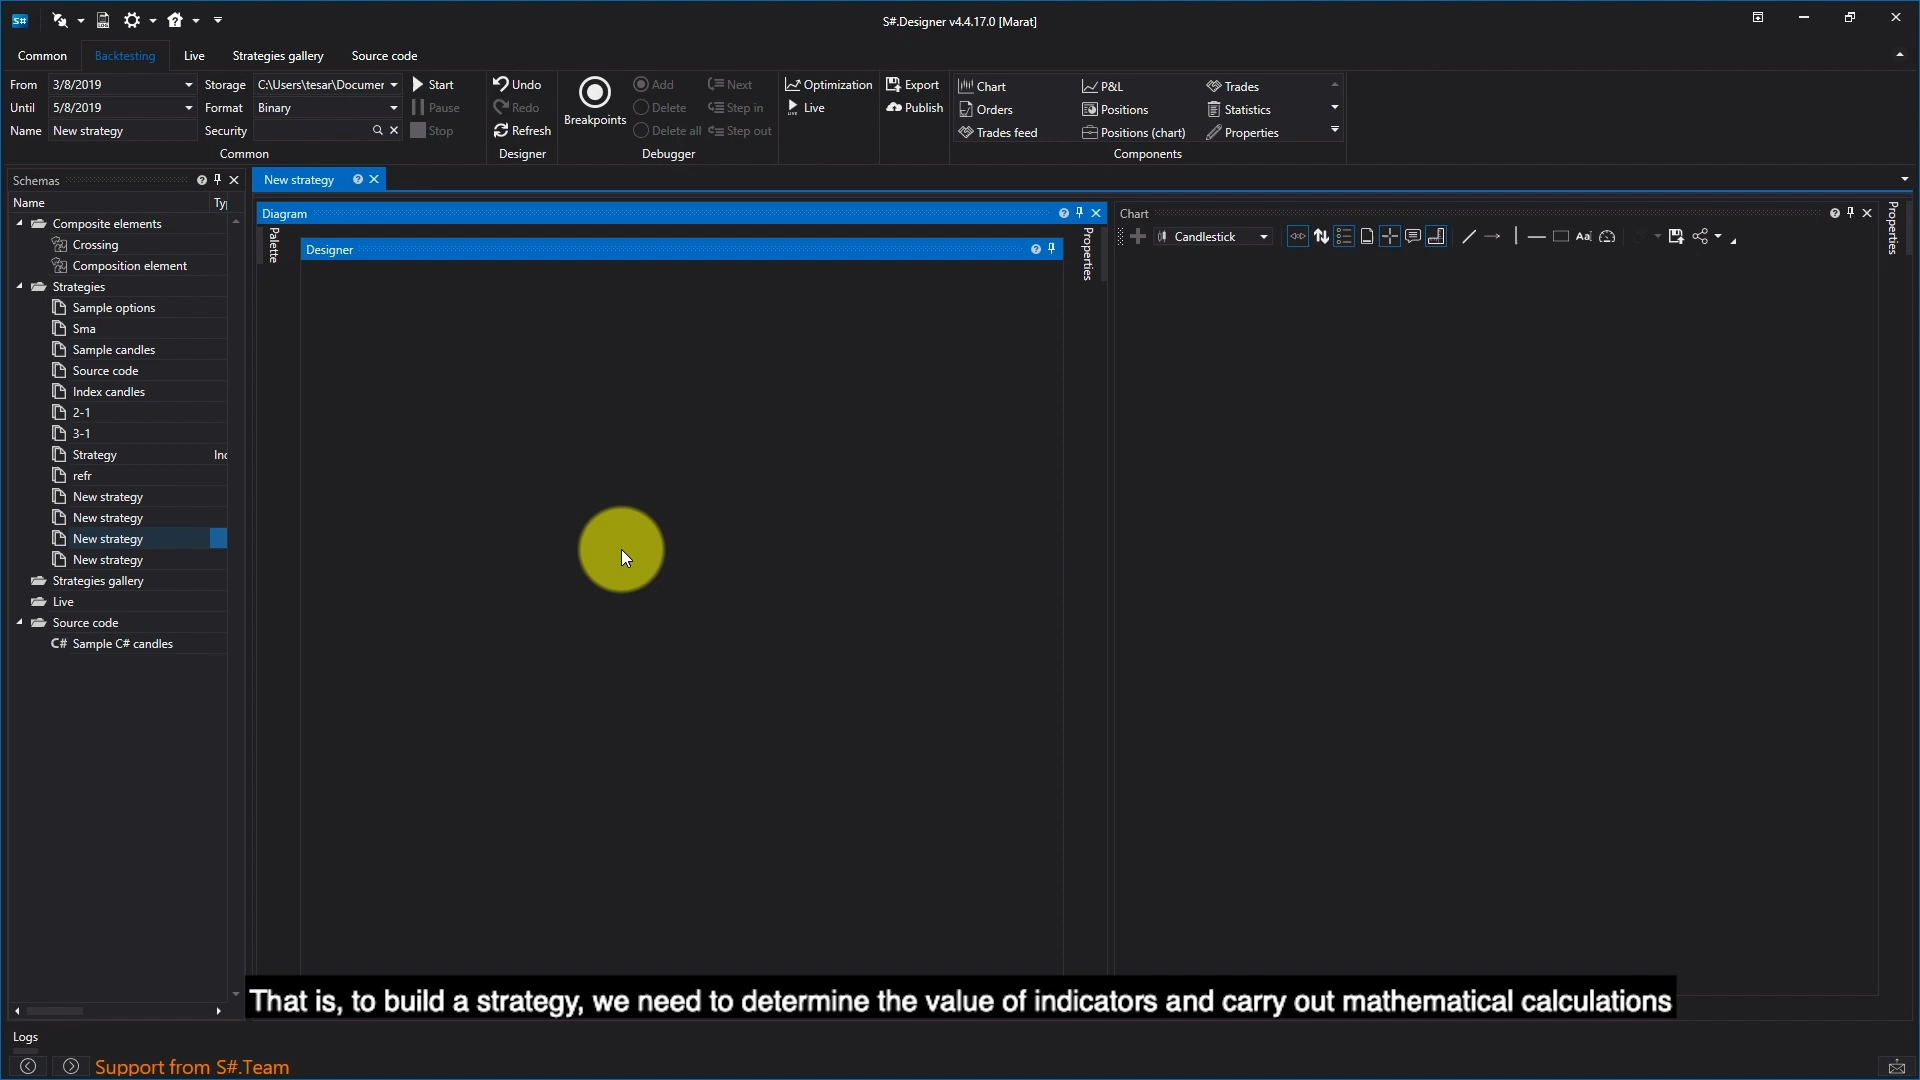 S#
S#.Designer v4.4.17.0 [Marat]
Common
Backtesting
Live
Strategies gallery
Source code
From 3/8/2019 Storage C:\Users\tesar\Documer Start
Until 5/8/2019 Format Binary Pause
Name New strategy Security Stop
Common
Undo
Redo
Refresh
Designer
Breakpoints
Add Next
Delete Step in
Delete all Step out
Debugger
Optimization
Live
Export
Publish
Chart P&L Trades
Orders Positions Statistics
Trades feed Positions (chart) Properties
Components
Schemas
Name Ty
Composite elements
Crossing
Composition element
Strategies
Sample options
Sma
Sample candles
Source code
Index candles
2-1
3-1
Strategy Inc
refr
New strategy
New strategy
New strategy
New strategy
Strategies gallery
Live
Source code
C# Sample C# candles
New strategy
Diagram
Palette
Designer
Properties
Chart
Candlestick
Aa
Properties
That is, to build a strategy, we need to determine the value of indicators and carry out mathematical calculations
Logs
Support from S#.Team